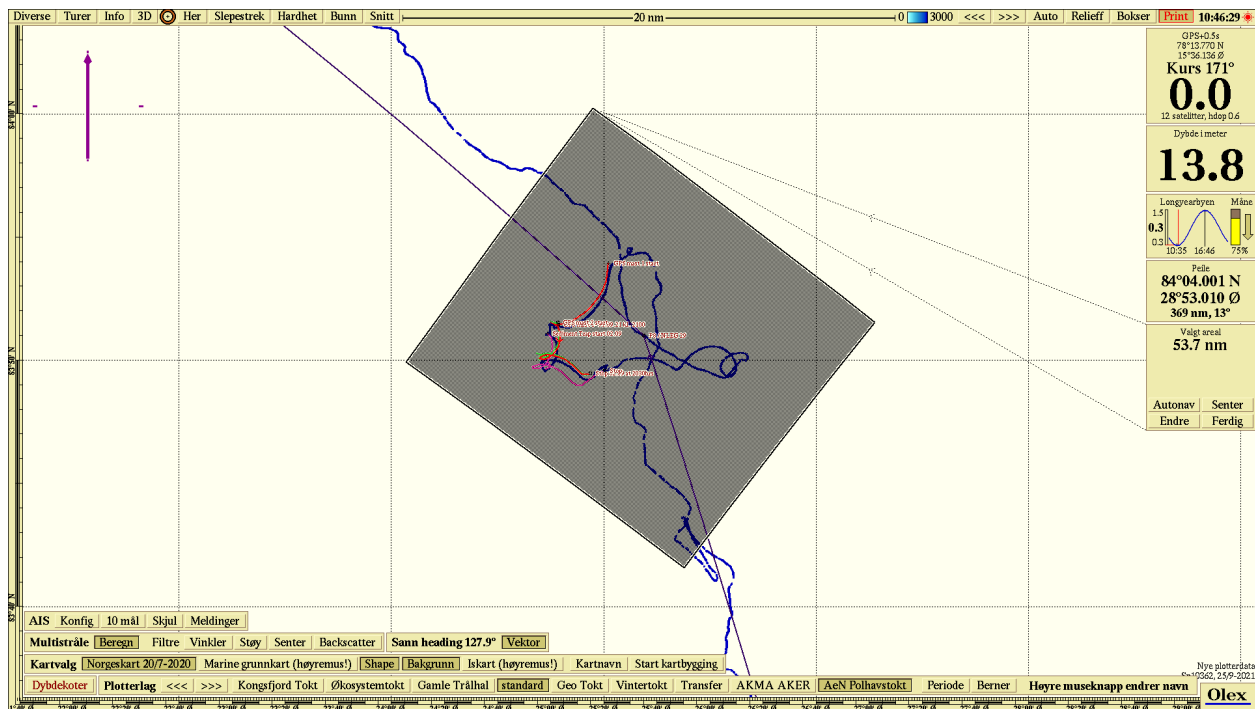 Diverse Turer Info 3D Her Slepestrek Hardhet Bunn Snitt 20 nm 0 3000 <<< >>> Auto Relieff Bokser Print 10:46:29
GPS+0.5s
78°13.770 N
15°36.136 Ø
Kurs 171°
0.0
12 satellitter, hdop 0.6
Dybde i meter
13.8
Longyearbyen Måne
1.5
0.3
0.3
10:35 16:46 75%
Peile
84°04.001 N
28°53.010 Ø
369 nm, 13°
Valgt areal
53.7 nm
Autonav Senter
Endre Ferdig
AIS Konfig 10 mål Skjul Meldinger
Multistråle Beregn Filtre Vinkler Støy Senter Backscatter Sann heading 127.9° Vektor
Kartvalg Norgeskart 20/7-2020 Marine grunnkart (høyremus!) Shape Bakgrunn Iskart (høyremus!) Kartnavn Start kartbygging
Nye plotterdata
Dybdekoter Plotterlag <<< >>> Kongsfjord Tokt Økosystemtokt Gamle Trålhal standard Geo Tokt Vintertokt Transfer AKMA AKER AeN Polhavstokt Periode Berner Høyre museknapp endrer navn
Olex